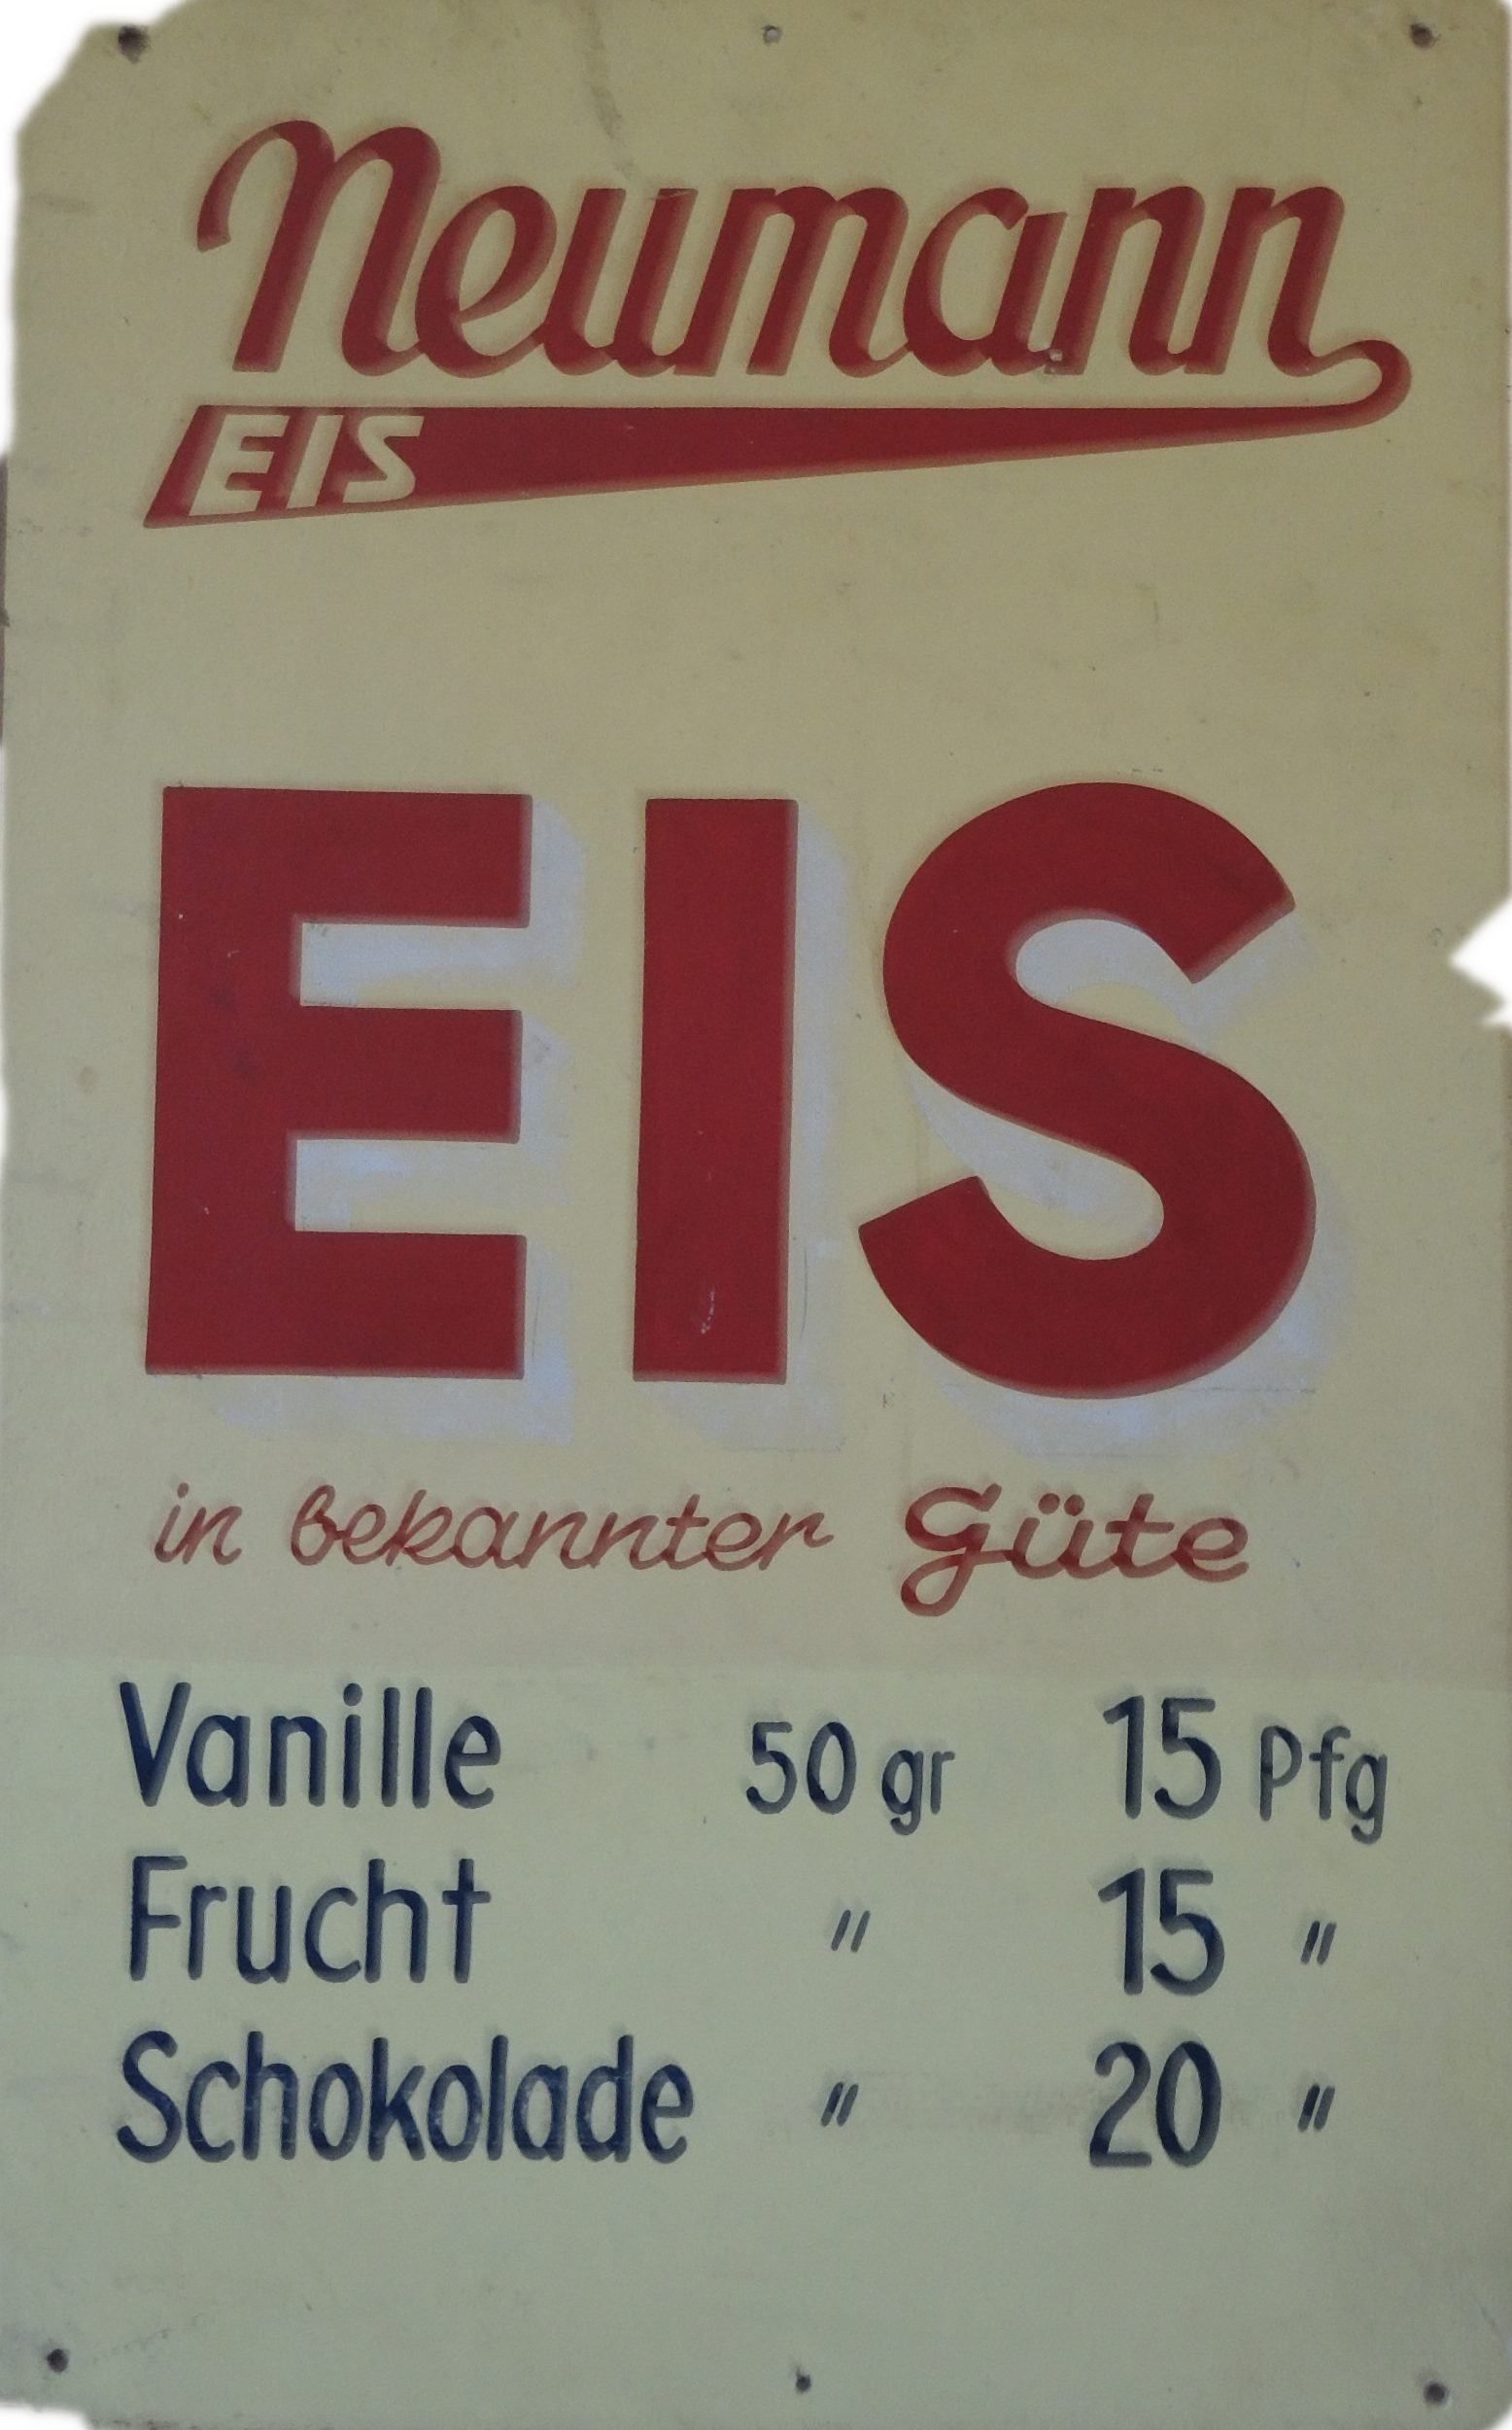 Neumann
EIS
EIS
in bekannter Güte
Vanille 50 gr 15 Pfg
Frucht " 15 "
Schokolade " 20 "